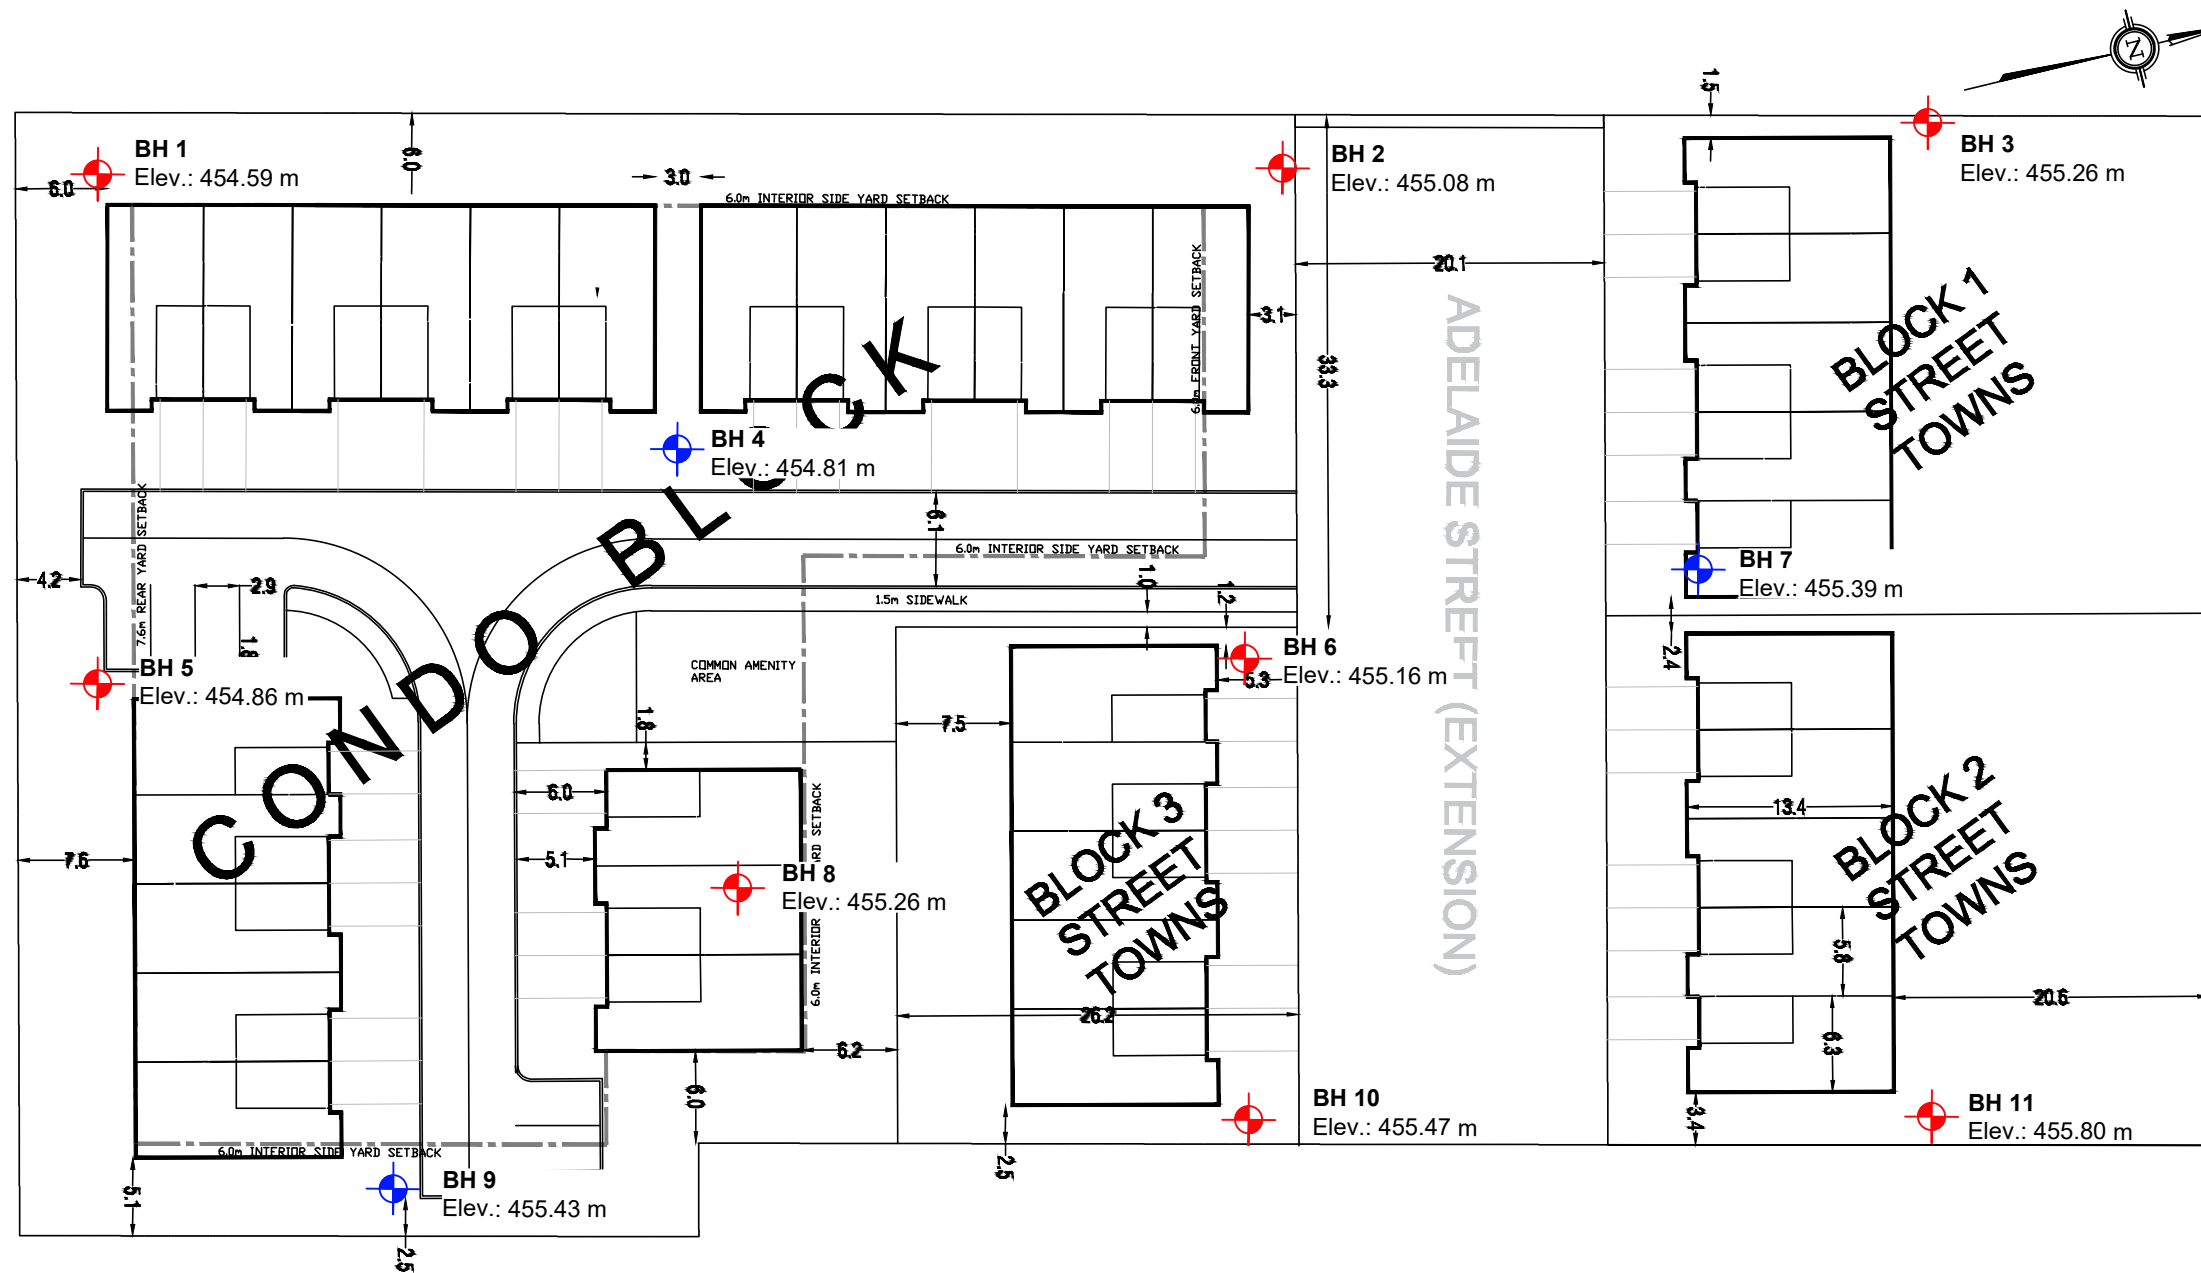 N
1.5
BH 1
Elev.: 454.59 m
6.0
6.0
3.0
6.0m INTERIOR SIDE YARD SETBACK
BH 2
Elev.: 455.08 m
BH 3
Elev.: 455.26 m
20.1
3.1
33.3
6.0m FRONT YARD SETBACK
ADELAIDE STREET (EXTENSION)
BLOCK 1
STREET
TOWNS
CONDO BLOCK
BH 4
Elev.: 454.81 m
7.6m REAR YARD SETBACK
6.1
6.0m INTERIOR SIDE YARD SETBACK
4.2
2.9
1.8
1.0
1.2
1.5m SIDEWALK
BH 7
Elev.: 455.39 m
2.4
BH 5
Elev.: 454.86 m
COMMON AMENITY
AREA
BH 6
Elev.: 455.16 m
5.3
7.5
1.8
6.0
5.1
7.6
6.0m INTERIOR
RD SETBACK
BH 8
Elev.: 455.26 m
BLOCK 3
STREET
TOWNS
13.4
BLOCK 2
STREET
TOWNS
5.8
20.6
6.3
26.2
6.2
6.0
BH 10
Elev.: 455.47 m
BH 11
Elev.: 455.80 m
3.4
2.5
6.0m INTERIOR SIDE YARD SETBACK
BH 9
Elev.: 455.43 m
5.1
2.5